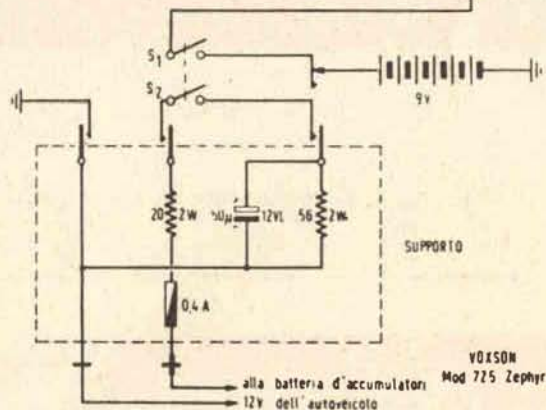 S1
S2
9V
20 2W
50µ 12VL
56 2W
SUPPORTO
0,4 A
VOXSON
Mod 725 Zephyr
alla batteria d'accumulatori
12V dell'autoveicolo